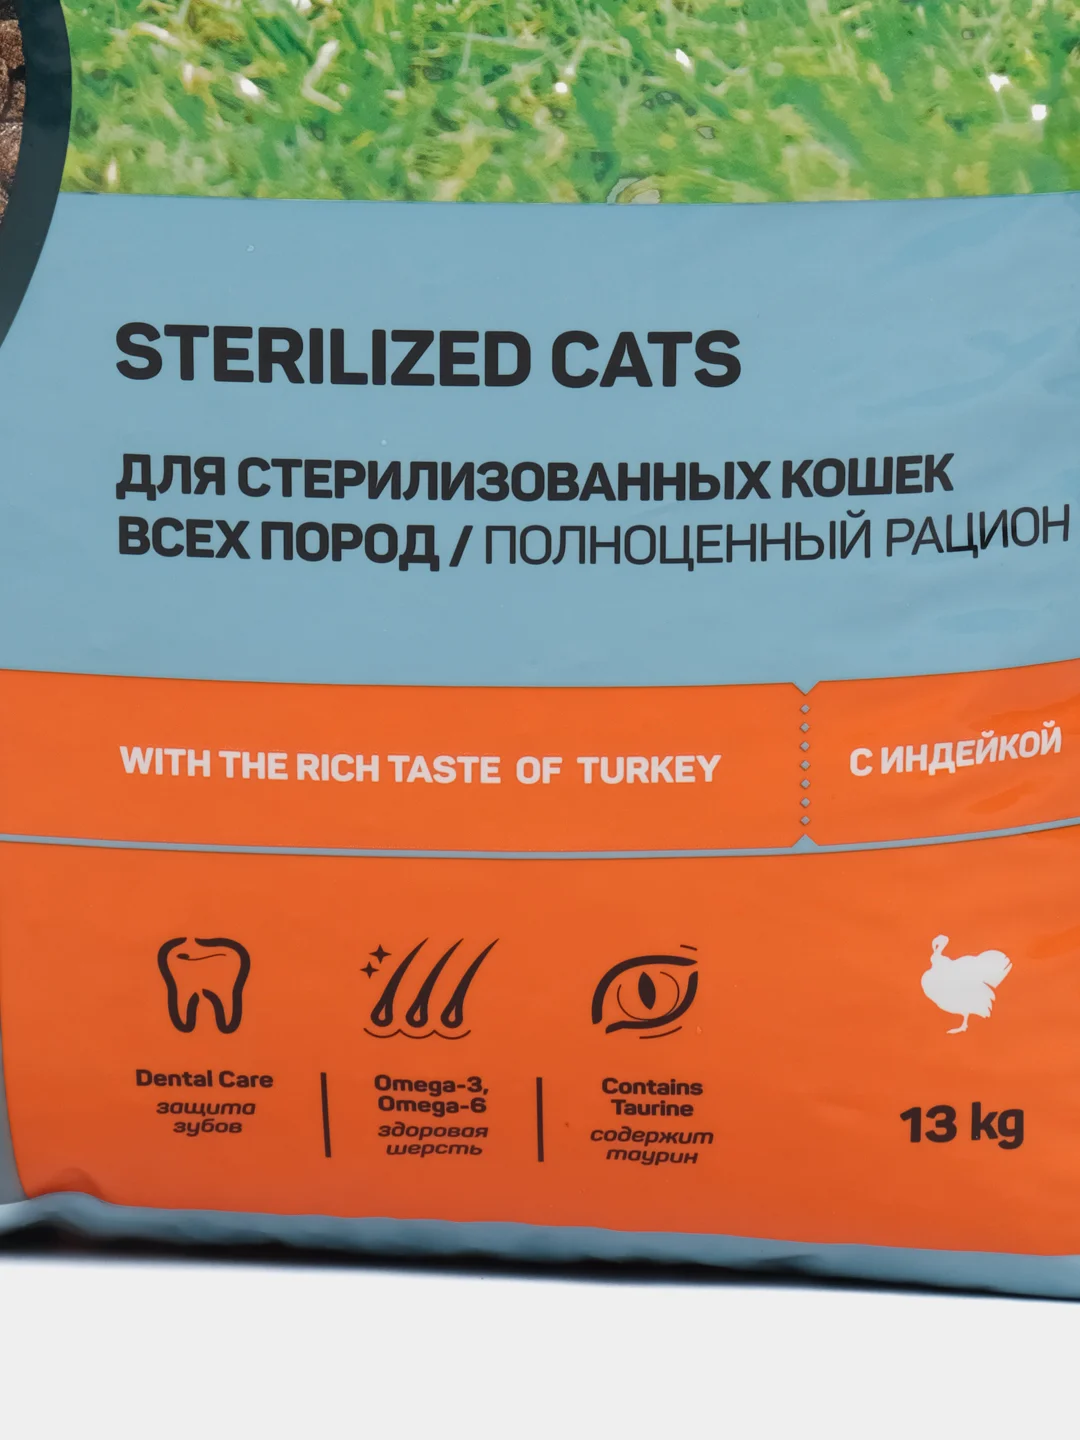 STERILIZED CATS
ДЛЯ СТЕРИЛИЗОВАННЫХ КОШЕК
ВСЕХ ПОРОД / ПОЛНОЦЕННЫЙ РАЦИОН
WITH THE RICH TASTE OF TURKEY
С ИНДЕЙКОЙ
Dental Care
защита
зубов
Omega-3,
Omega-6
здоровая
шерсть
Contains
Taurine
содержит
таурин
13 kg